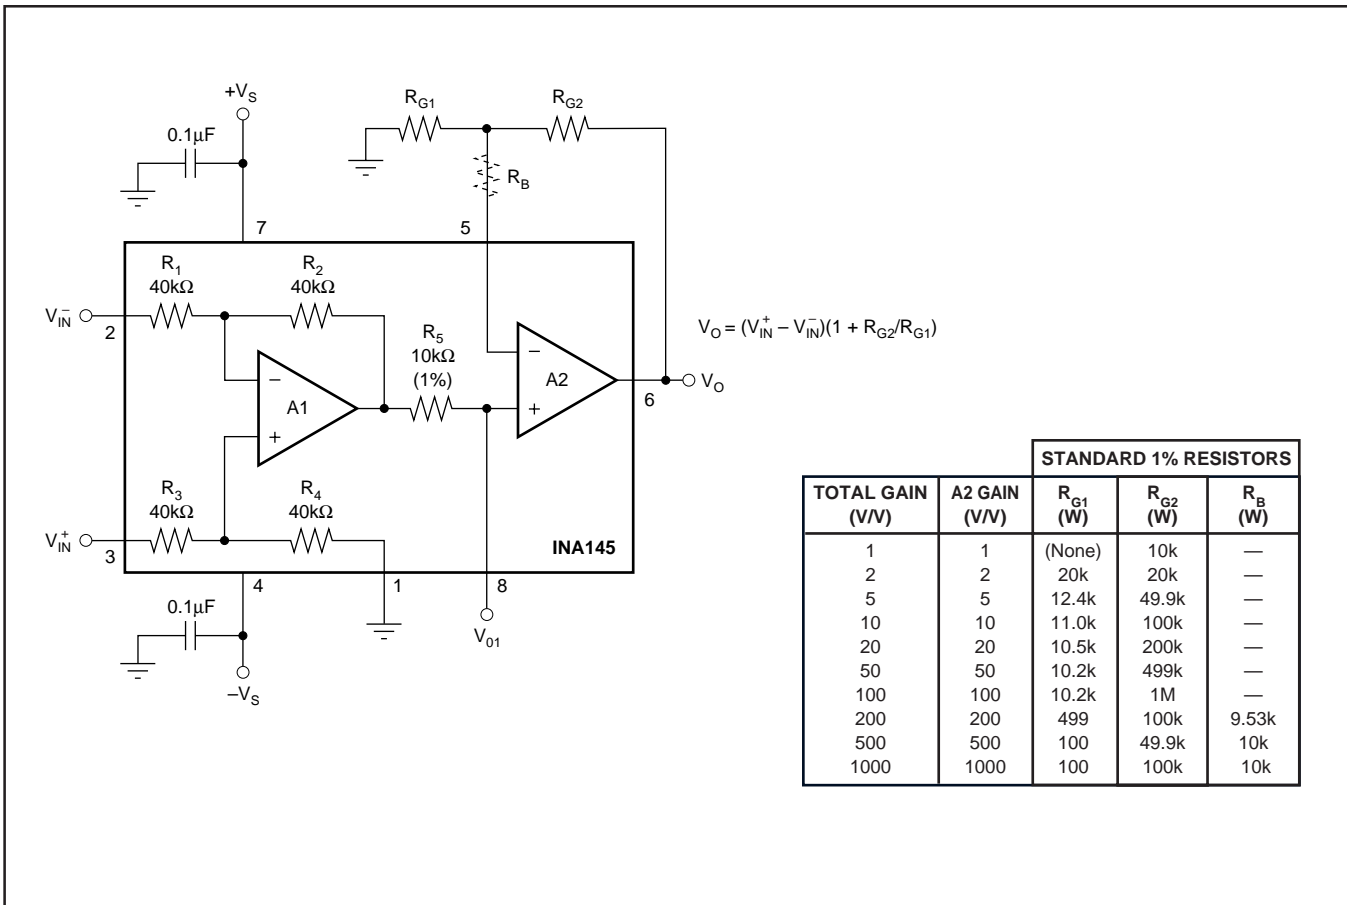 +V_S
0.1µF
7
R_G1
R_G2
R_B
5
R_1
40kΩ
R_2
40kΩ
V_IN^–
2
R_5
10kΩ
(1%)
–
A1
+
–
A2
+
6
V_O
V_O = (V_IN^+ – V_IN^–)(1 + R_G2/R_G1)
R_3
40kΩ
R_4
40kΩ
V_IN^+
3
INA145
4
1
8
0.1µF
–V_S
V_01
STANDARD 1% RESISTORS
TOTAL GAIN (V/V) A2 GAIN (V/V) R_G1 (W) R_G2 (W) R_B (W)
1 1 (None) 10k —
2 2 20k 20k —
5 5 12.4k 49.9k —
10 10 11.0k 100k —
20 20 10.5k 200k —
50 50 10.2k 499k —
100 100 10.2k 1M —
200 200 499 100k 9.53k
500 500 100 49.9k 10k
1000 1000 100 100k 10k